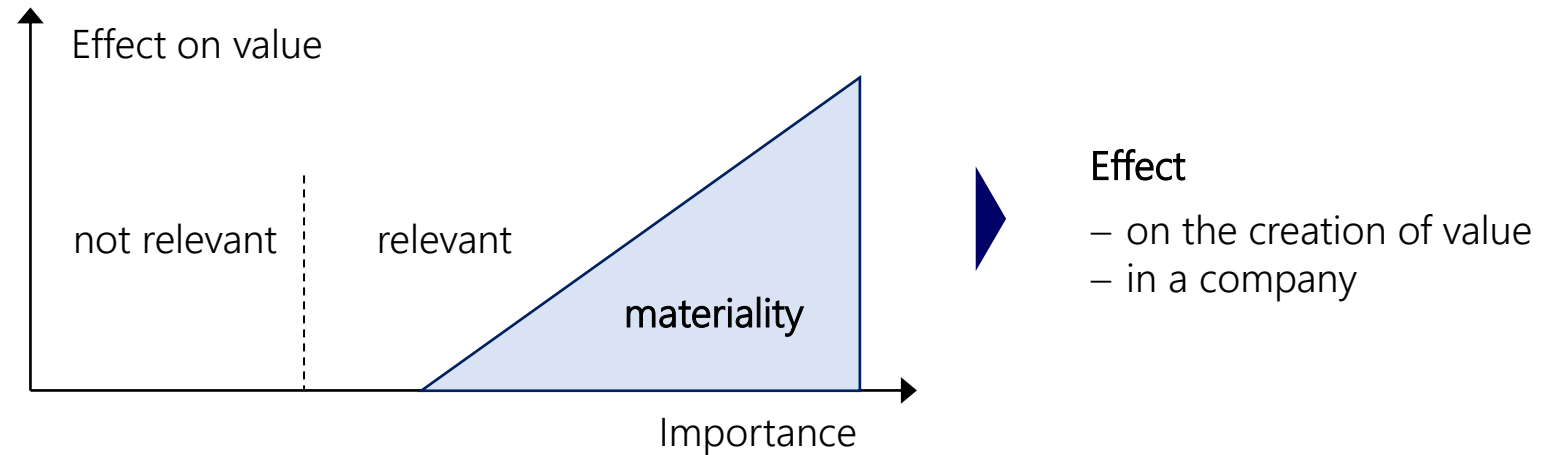 Effect on value
not relevant
relevant
materiality
Importance
Effect
– on the creation of value
– in a company